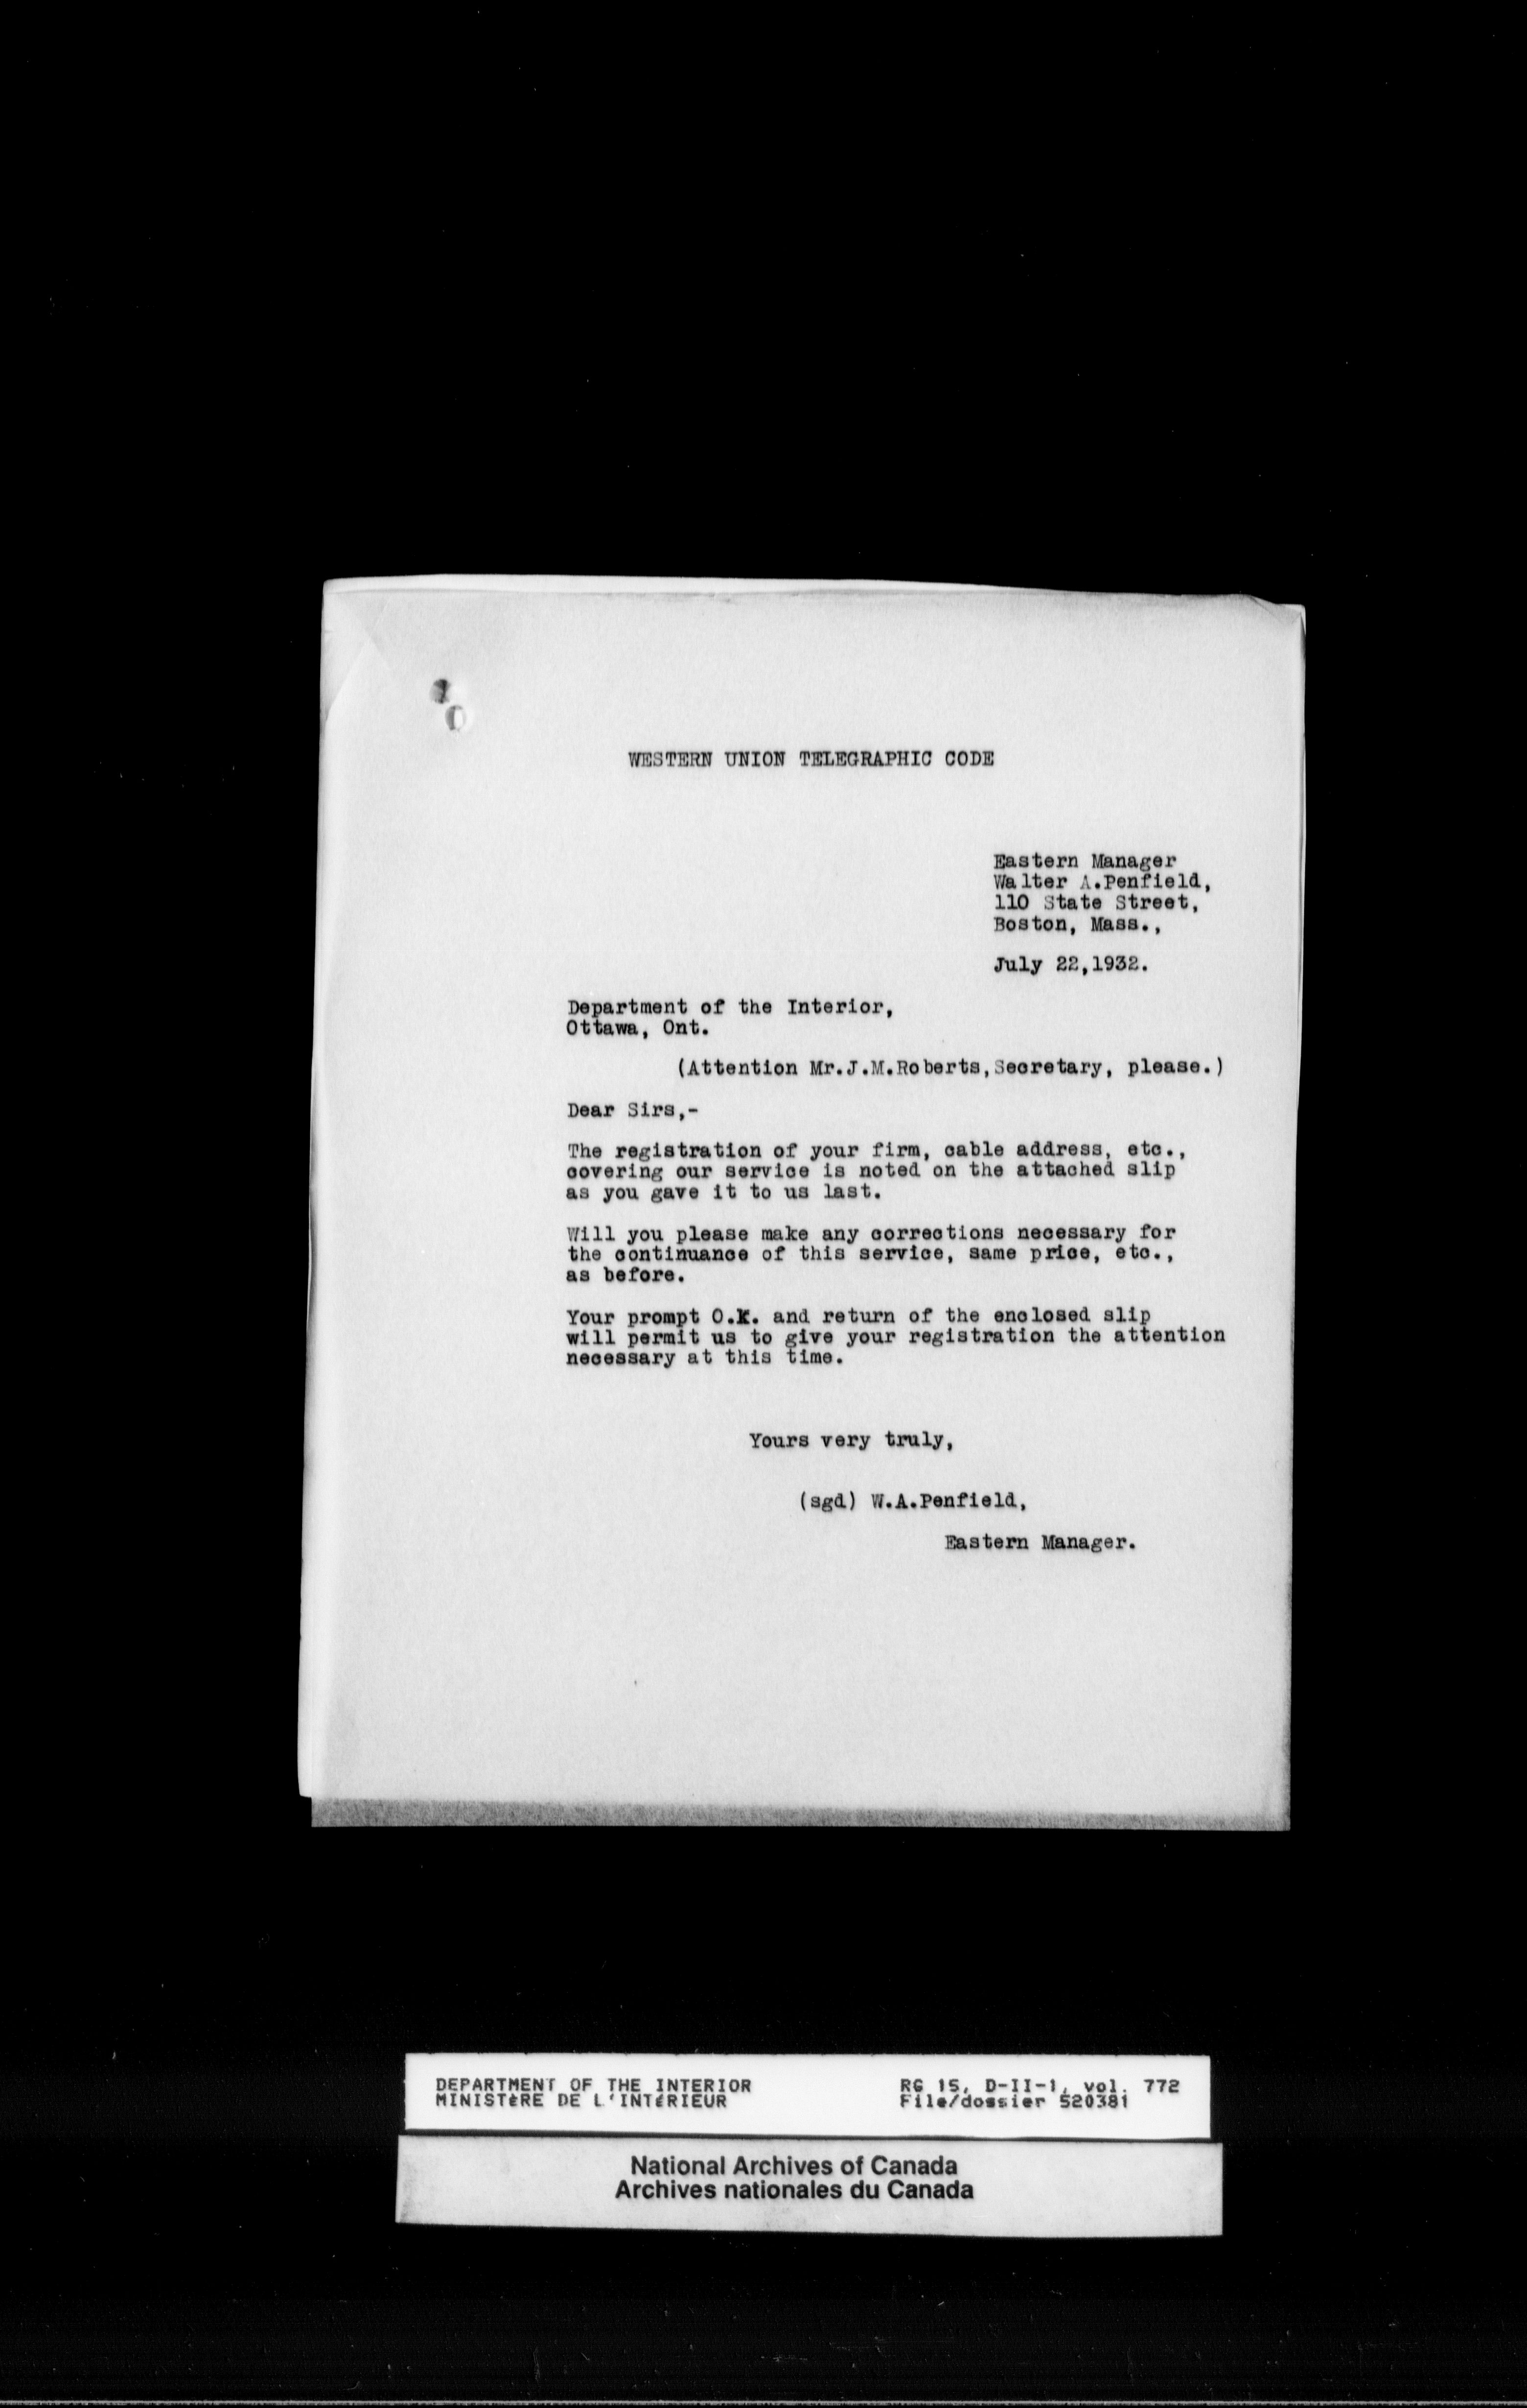 WESTERN UNION TELEGRAPHIC CODE
Eastern Manager
Walter A.Penfield,
110 State Street,
Boston, Mass.,
July 22,1932.
Department of the Interior,
Ottawa, Ont.
(Attention Mr.J.M.Roberts,Secretary, please.)
Dear Sirs,-
The registration of your firm, cable address, etc.,
covering our service is noted on the attached slip
as you gave it to us last.
Will you please make any corrections necessary for
the continuance of this service, same price, etc.,
as before.
Your prompt O.K. and return of the enclosed slip
will permit us to give your registration the attention
necessary at this time.
Yours very truly,
(sgd) W.A.Penfield,
Eastern Manager.
DEPARTMENT OF THE INTERIOR
MINISTèRE DE L'INTéRIEUR
RG 15, D-II-1, vol. 772
File/dossier 520381
National Archives of Canada
Archives nationales du Canada